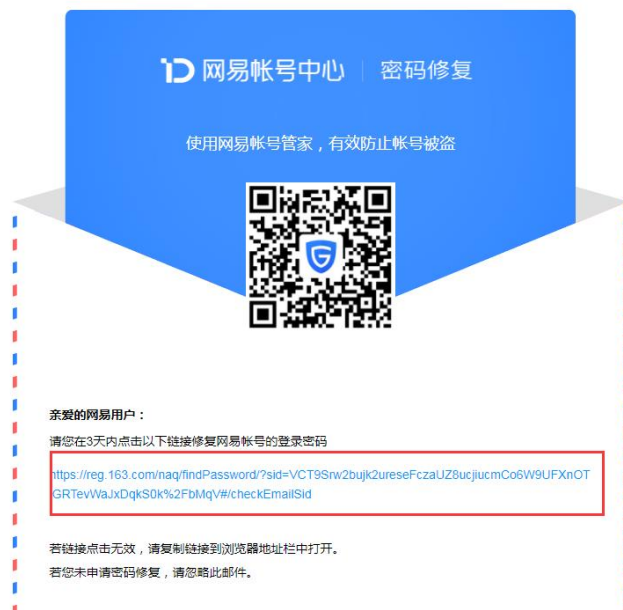 网易帐号中心 | 密码修复
使用网易帐号管家，有效防止帐号被盗
亲爱的网易用户：
请您在3天内点击以下链接修复网易帐号的登录密码
https://reg.163.com/naq/findPassword/?sid=VCT9Srw2bujk2ureseFczaUZ8ucjiucmCo6W9UFXnOT
GRTevWaJxDqkS0k%2FbMqV#/checkEmailSid
若链接点击无效，请复制链接到浏览器地址栏中打开。
若您未申请密码修复，请忽略此邮件。